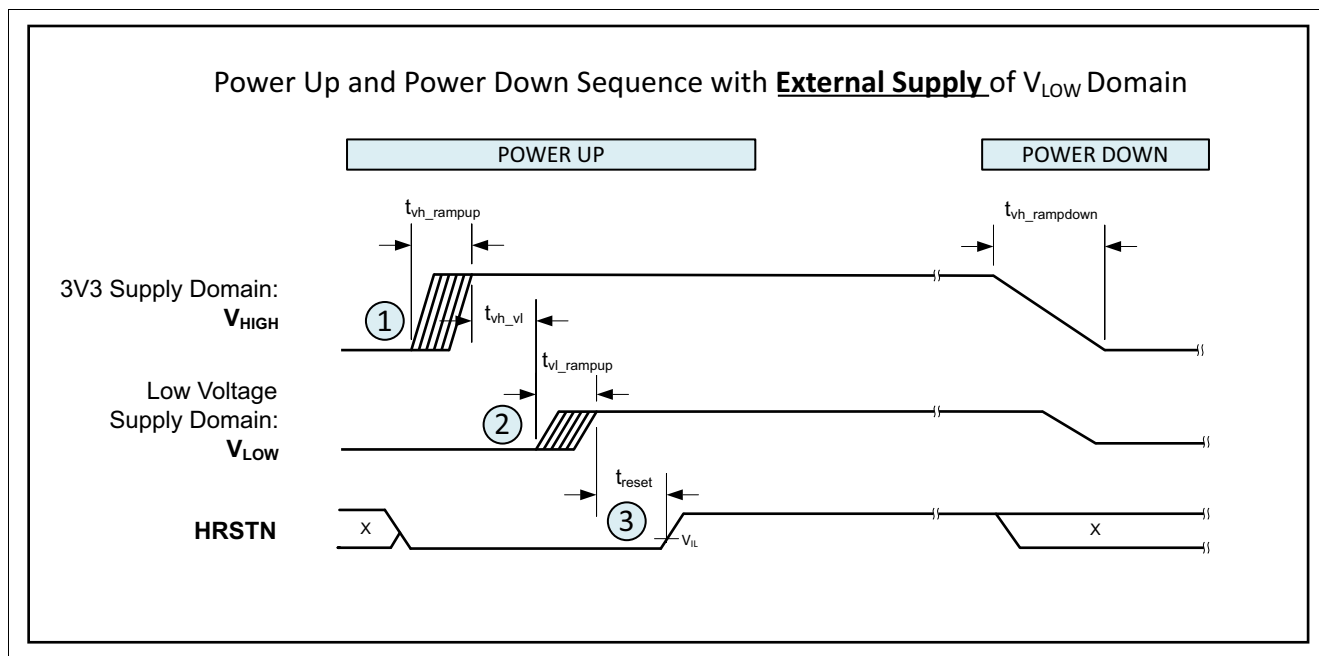 Power Up and Power Down Sequence with External Supply of VLOW Domain
POWER UP
POWER DOWN
tvh_rampup
tvh_rampdown
3V3 Supply Domain:
VHIGH
1
tvh_vl
tvl_rampup
Low Voltage
Supply Domain:
VLOW
2
treset
3
HRSTN
X
VIL
X